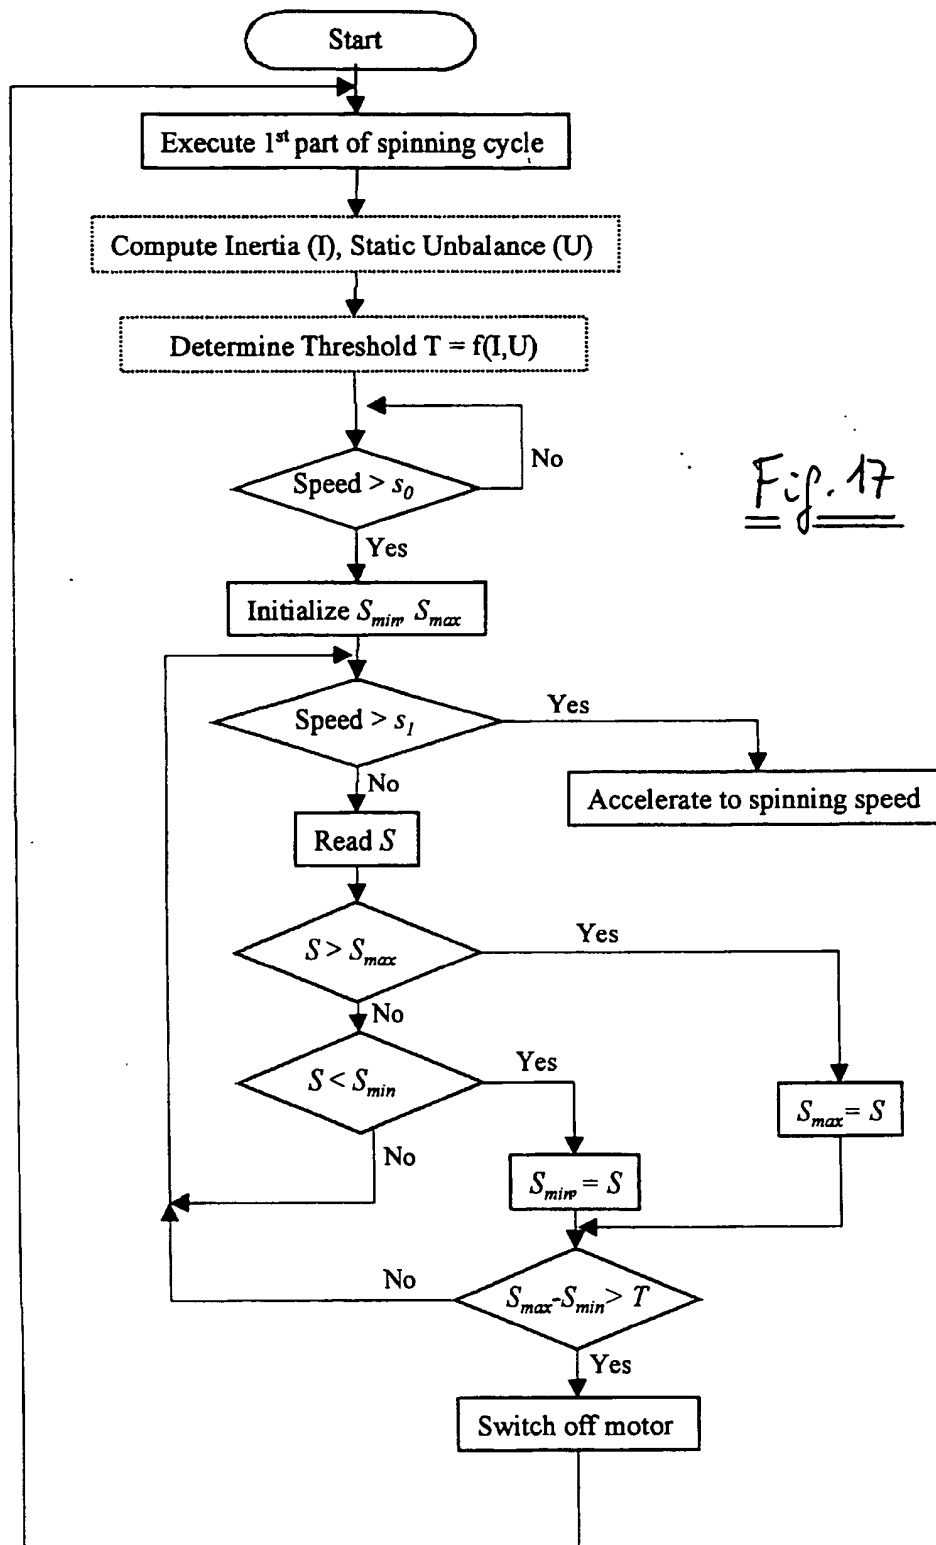 Start
Execute 1st part of spinning cycle
Compute Inertia (I), Static Unbalance (U)
Determine Threshold T = f(I,U)
No
Speed > s0
Fig. 17
Yes
Initialize Smin, Smax
Yes
Speed > s1
No
Accelerate to spinning speed
Read S
Yes
S > Smax
No
Yes
S < Smin
Smax = S
No
Smin = S
No
Smax-Smin> T
Yes
Switch off motor